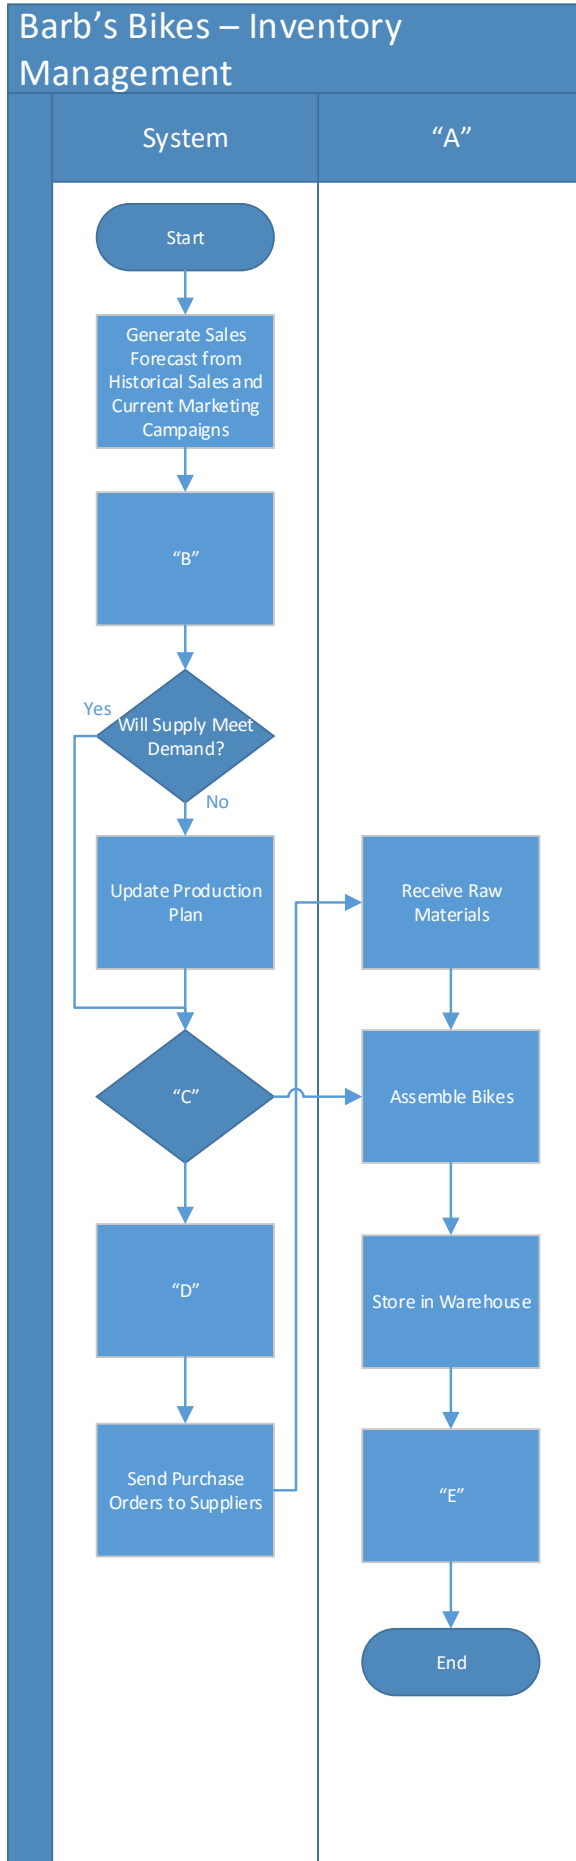 Barb’s Bikes – Inventory
Management
System
“A”
Start
Generate Sales
Forecast from
Historical Sales and
Current Marketing
Campaigns
“B”
Yes
Will Supply Meet
Demand?
No
Update Production
Plan
Receive Raw
Materials
“C”
Assemble Bikes
“D”
Store in Warehouse
Send Purchase
Orders to Suppliers
“E”
End